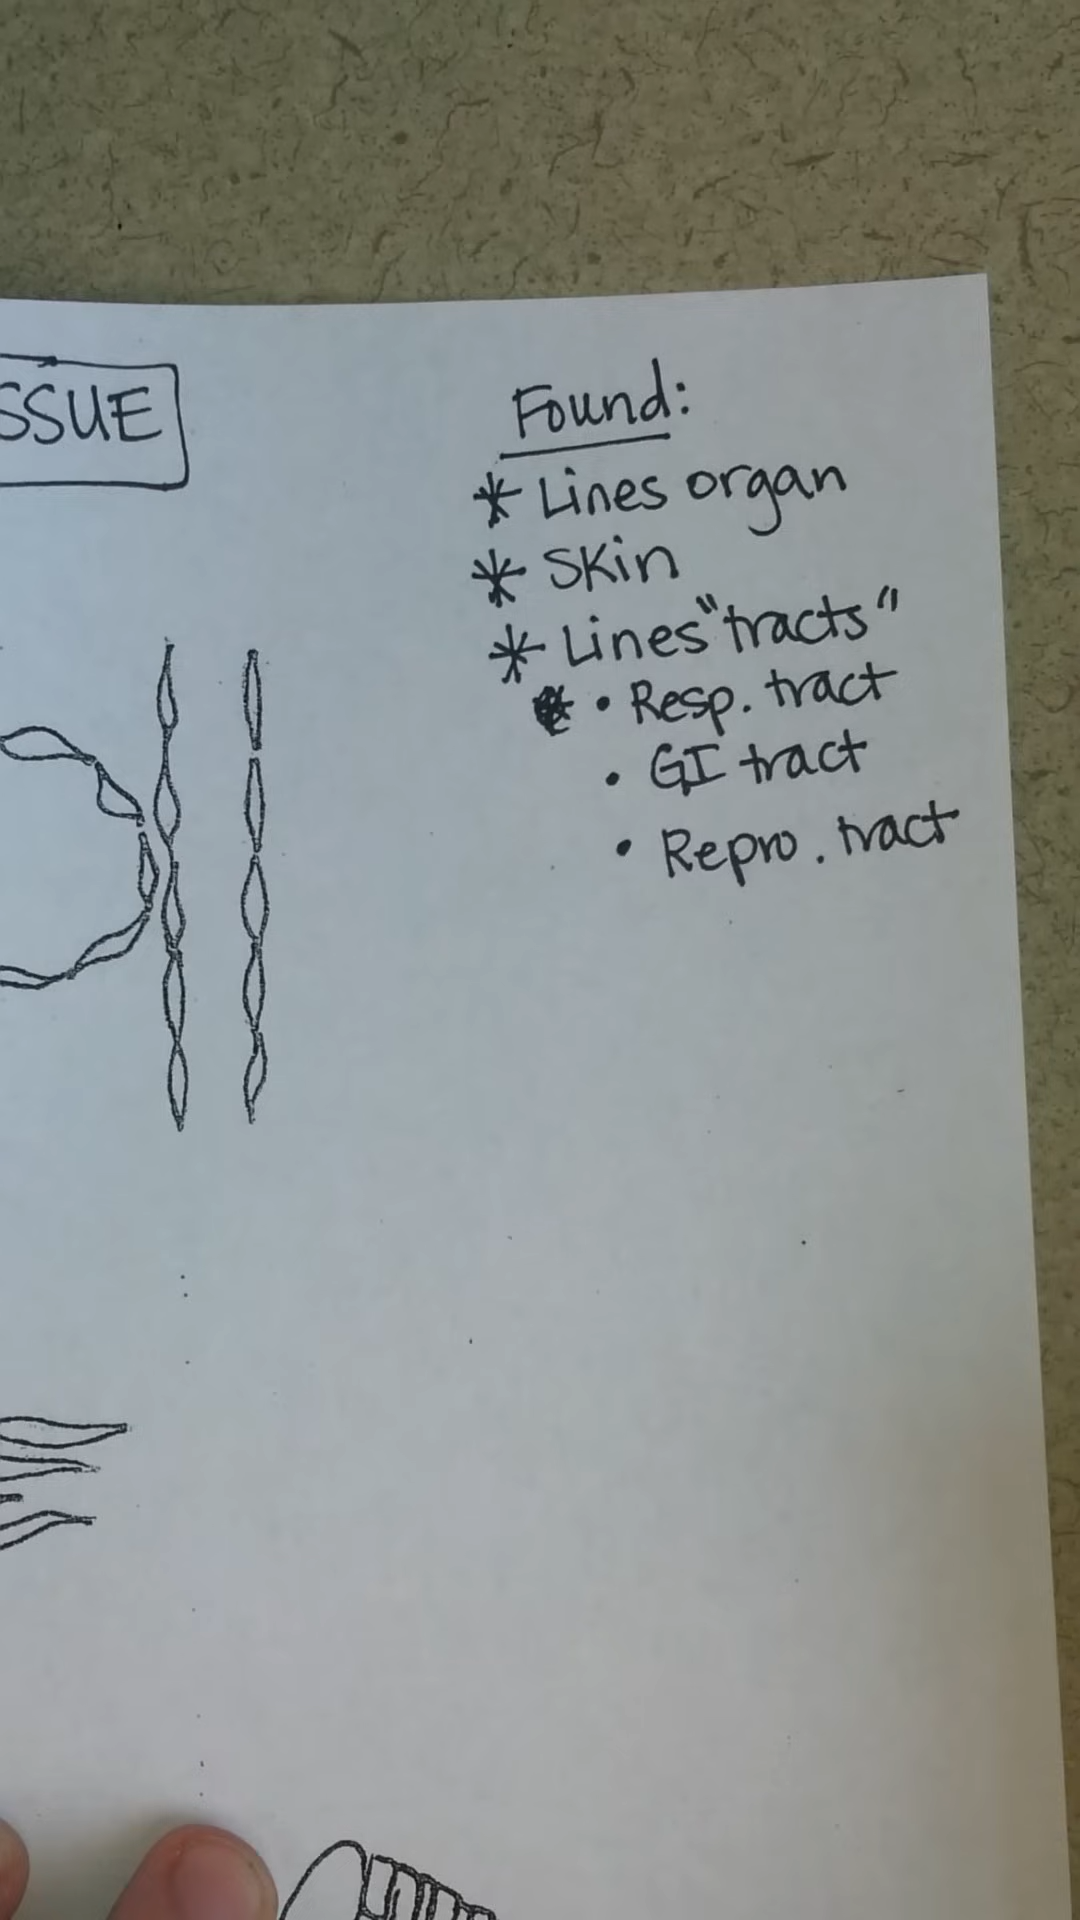 SSUE
Found:
* Lines organ
* Skin
* Lines "tracts"
• Resp. tract
• GI tract
• Repro. tract